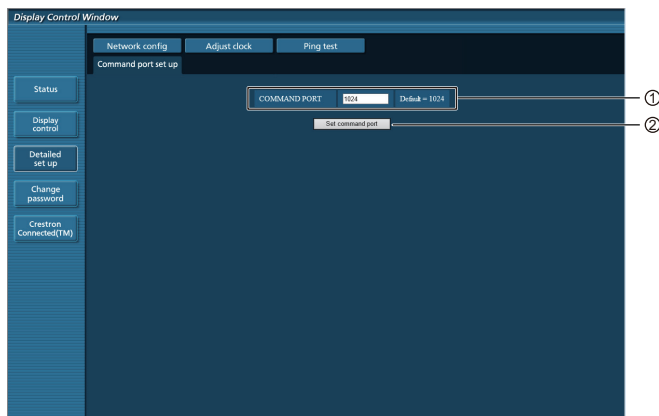 Display Control Window
Network config
Adjust clock
Ping test
Command port set up
Status
Display
control
Detailed
set up
Change
password
Crestron
Connected(TM)
COMMAND PORT
1024
Default = 1024
①
Set command port
②